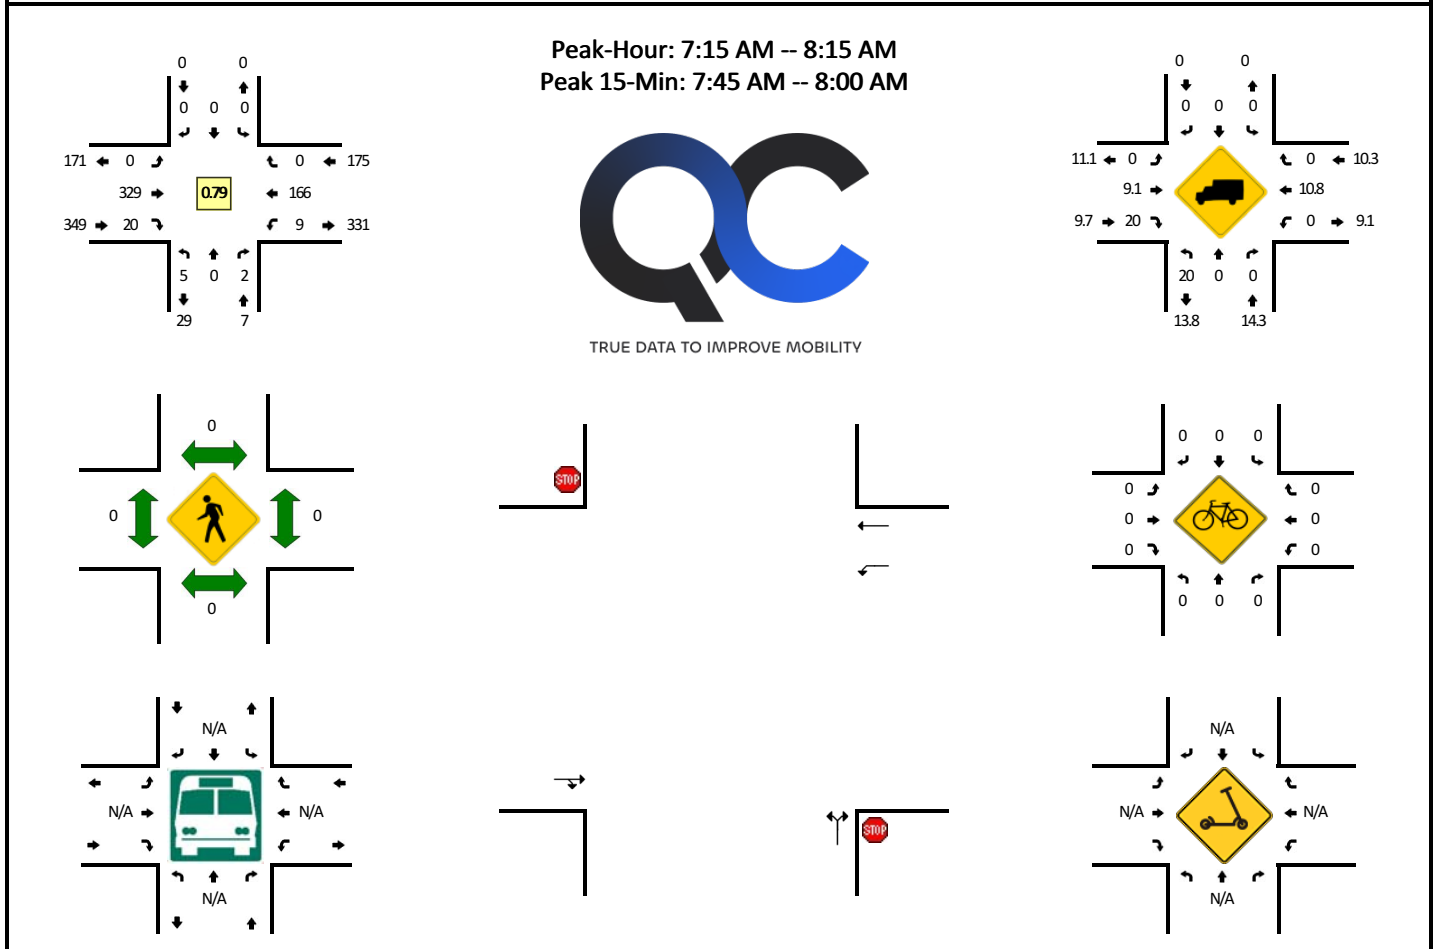 Peak-Hour: 7:15 AM -- 8:15 AM
Peak 15-Min: 7:45 AM -- 8:00 AM
0 0
0 0 0
171 0 0 175
329 0.79 166
349 20 9 331
5 0 2
29 7
TRUE DATA TO IMPROVE MOBILITY
0 0
0 0 0
11.1 0 0 10.3
9.1 10.8
9.7 20 0 9.1
20 0 0
13.8 14.3
0
0 0
0
STOP
STOP
0 0 0
0 0
0 0
0 0
0 0 0
N/A
N/A N/A
N/A
N/A
N/A N/A
N/A